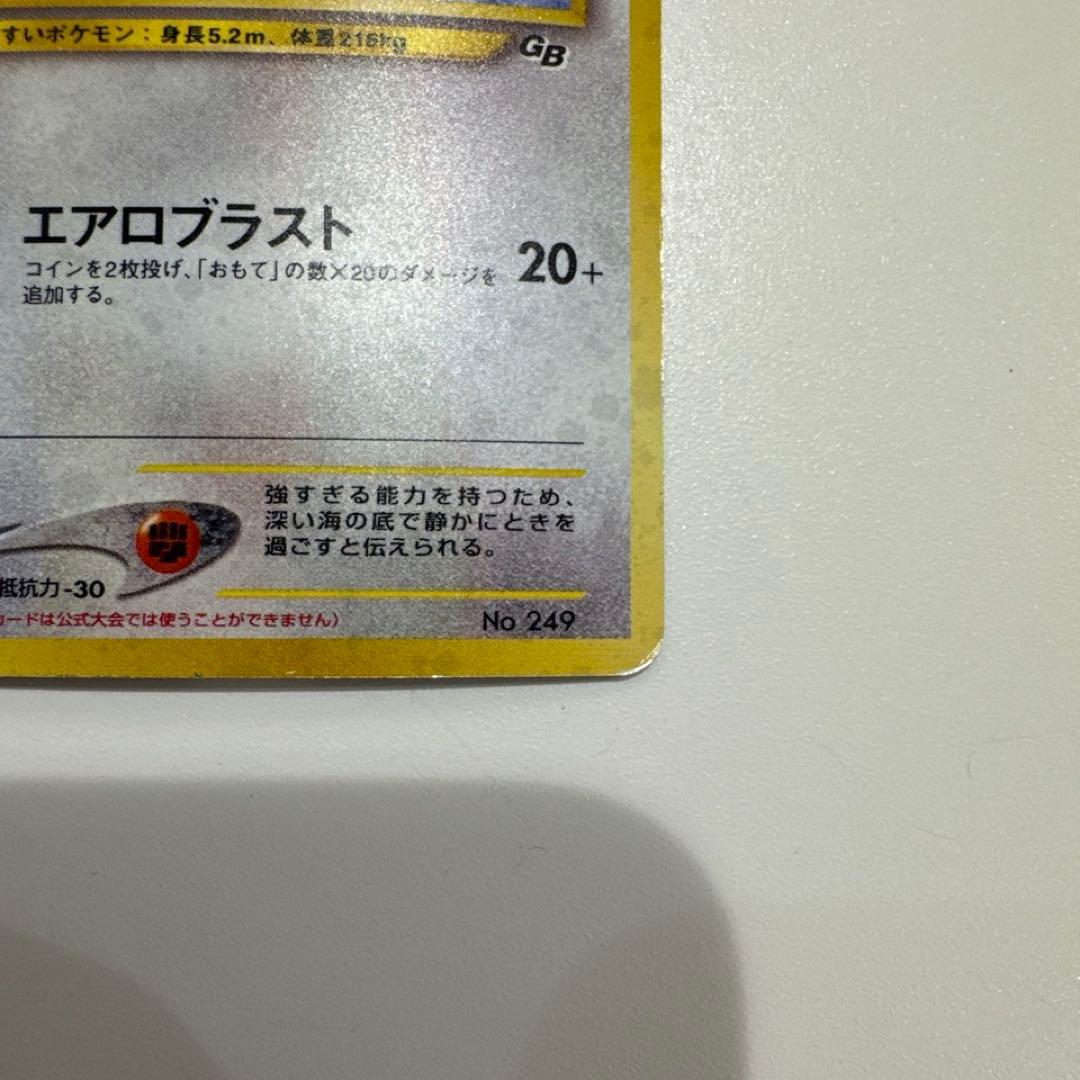 すいポケモン：身長5.2m、体重216kg
GB
エアロブラスト
コインを2枚投げ、「おもて」の数×20のダメージを
追加する。
20+
強すぎる能力を持つため、
深い海の底で静かにときを
過ごすと伝えられる。
抵抗力-30
カードは公式大会では使うことができません）
No 249